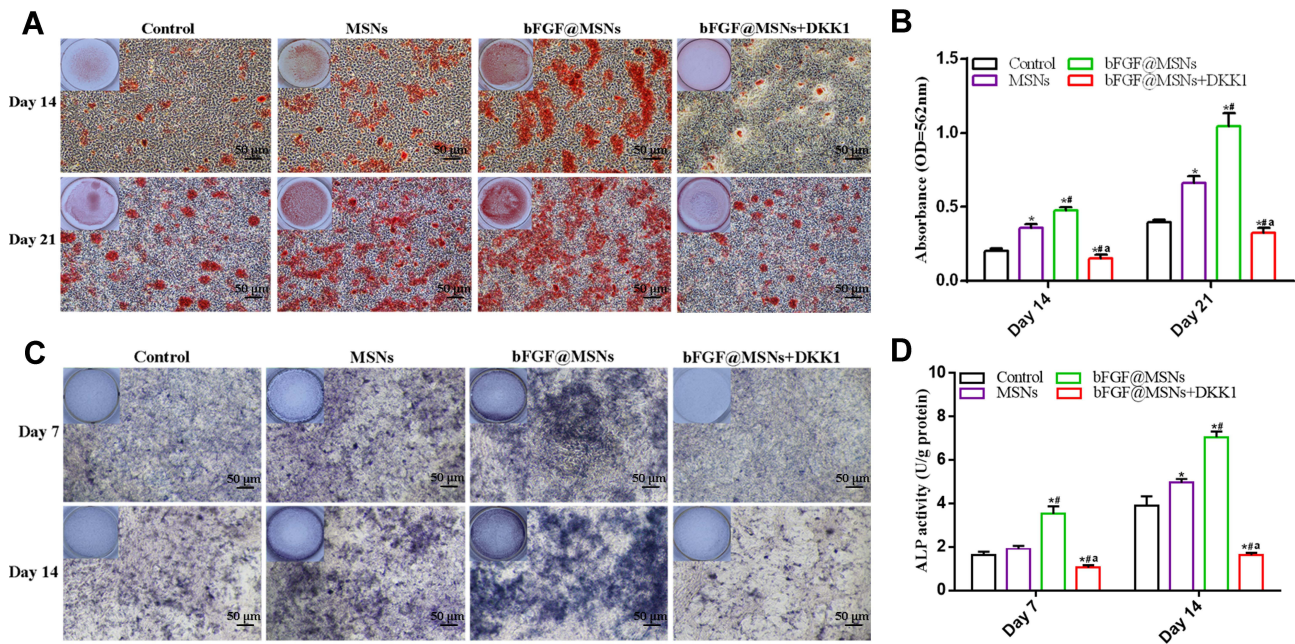 A
Control
MSNs
bFGF@MSNs
bFGF@MSNs+DKK1
Day 14
50 μm
50 μm
50 μm
50 μm
Day 21
50 μm
50 μm
50 μm
50 μm
B
Control
bFGF@MSNs
MSNs
bFGF@MSNs+DKK1
Absorbance (OD=562nm)
1.5
1.0
0.5
0.0
*
*#
*#a
*
*#
*#a
Day 14
Day 21
C
Control
MSNs
bFGF@MSNs
bFGF@MSNs+DKK1
Day 7
50 μm
50 μm
50 μm
50 μm
Day 14
50 μm
50 μm
50 μm
50 μm
D
Control
bFGF@MSNs
MSNs
bFGF@MSNs+DKK1
ALP activity (U/g protein)
10
8
6
4
2
0
*#
*#a
*
*#
*#a
Day 7
Day 14